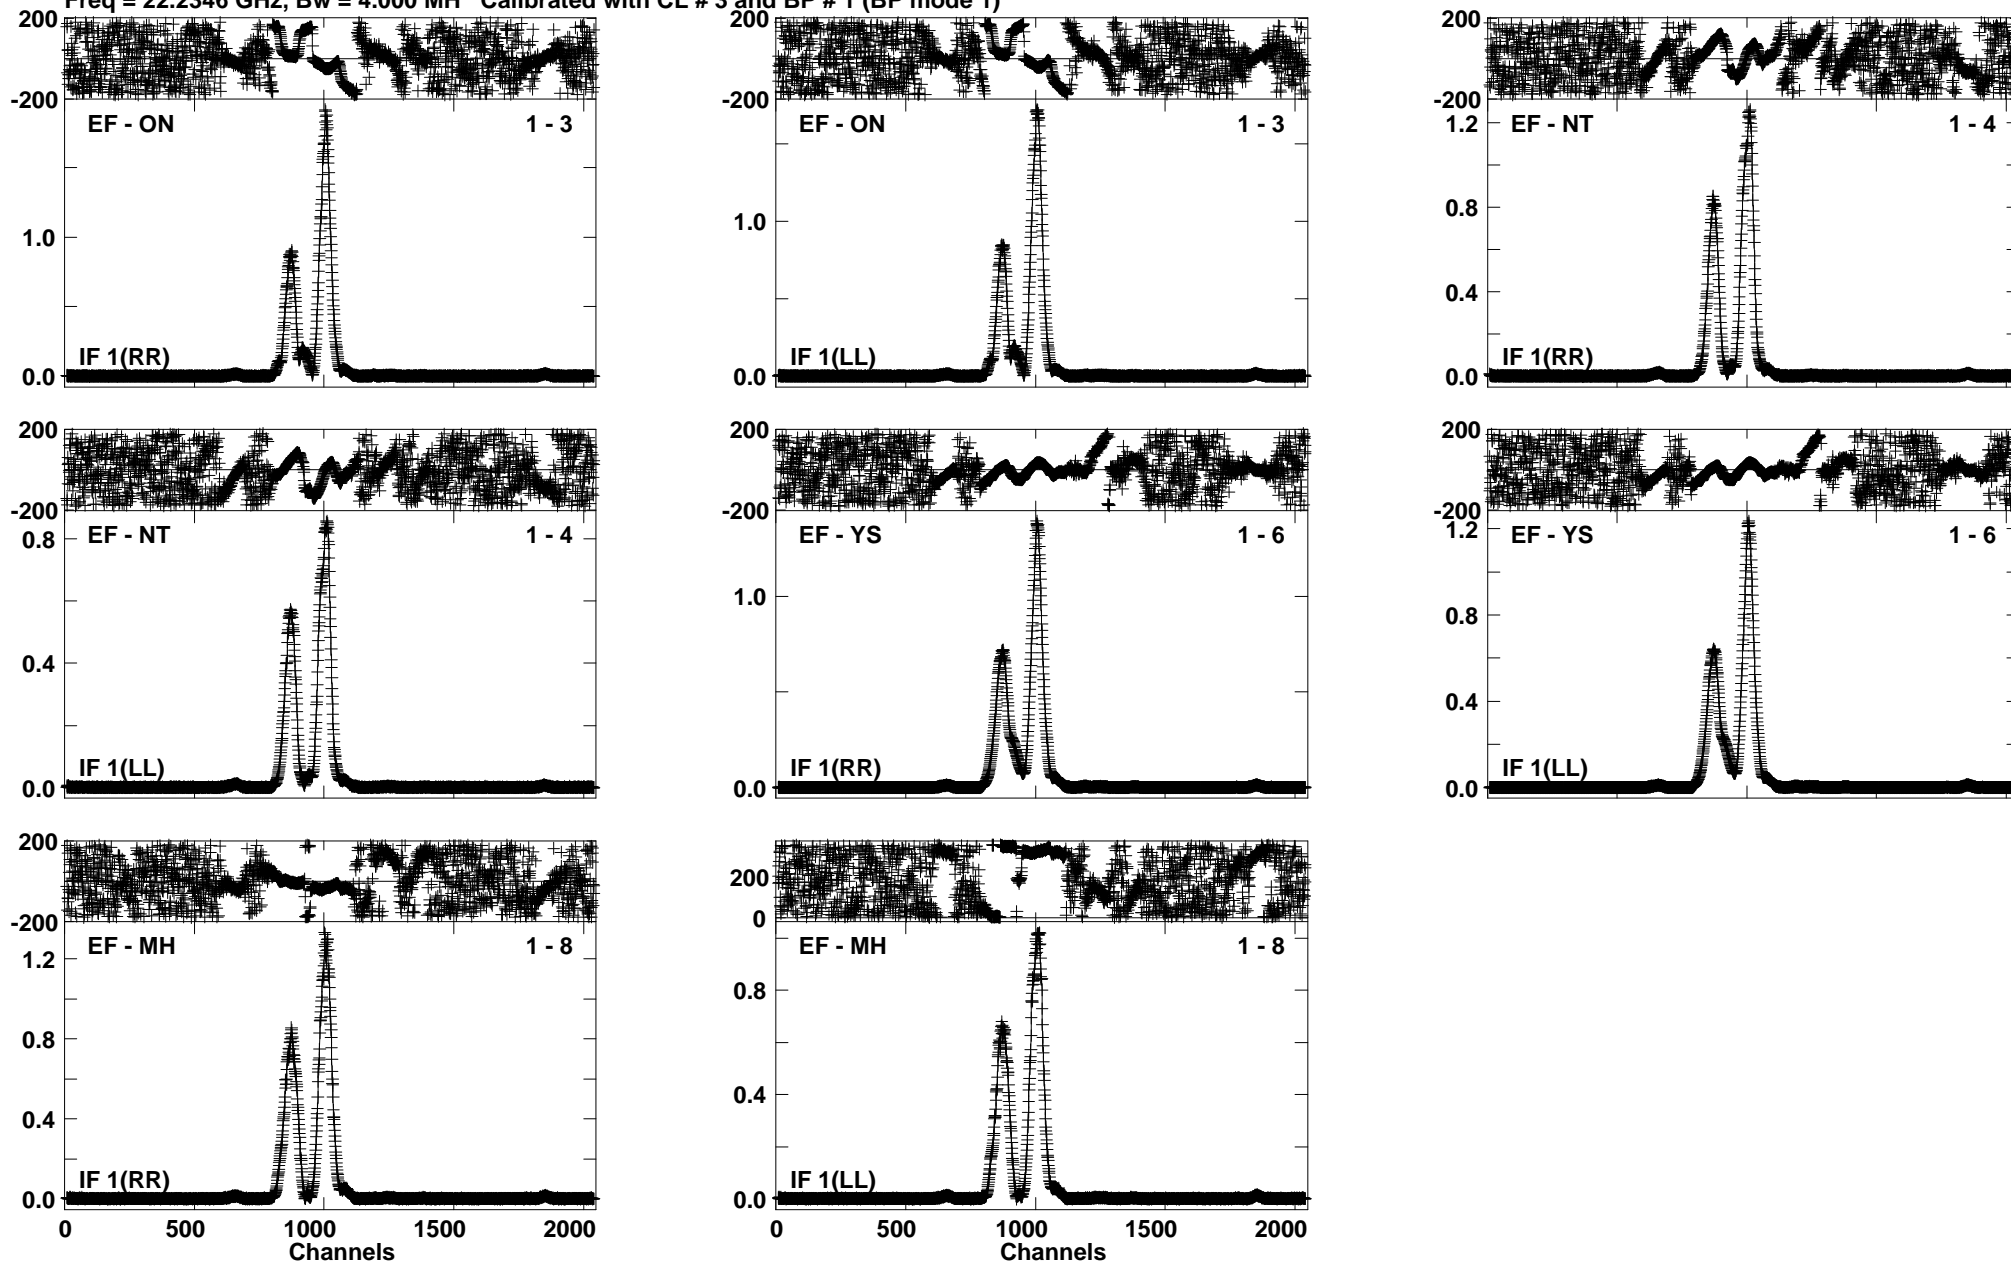 Freq = 22.2346 GHz, Bw = 4.000 MH Calibrated with CL # 3 and BP # 1 (BP mode 1)
200
-200
EF - ON 1 - 3
1.0
IF 1(RR)
0.0
200
-200
EF - ON 1 - 3
1.0
IF 1(LL)
0.0
200
-200
EF - NT 1 - 4
1.2
0.8
0.4
IF 1(RR)
0.0
200
-200
EF - NT 1 - 4
0.8
0.4
IF 1(LL)
0.0
200
-200
EF - YS 1 - 6
1.0
IF 1(RR)
0.0
200
-200
EF - YS 1 - 6
1.2
0.8
0.4
IF 1(LL)
0.0
200
-200
EF - MH 1 - 8
1.2
0.8
0.4
IF 1(RR)
0.0
0 500 1000 1500 2000
Channels
200
0
EF - MH 1 - 8
0.8
0.4
IF 1(LL)
0.0
0 500 1000 1500 2000
Channels